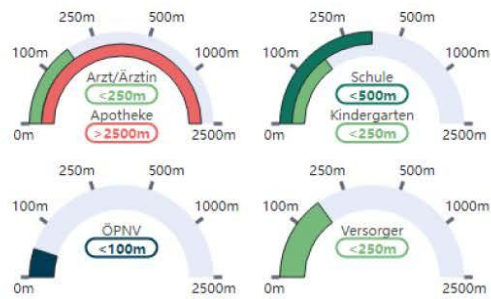 250m 500m
100m 1000m
Arzt/Ärztin
<250m
Apotheke
>2500m
0m 2500m
250m 500m
100m 1000m
Schule
<500m
Kindergarten
<250m
0m 2500m
250m 500m
100m 1000m
ÖPNV
<100m
0m 2500m
250m 500m
100m 1000m
Versorger
<250m
0m 2500m